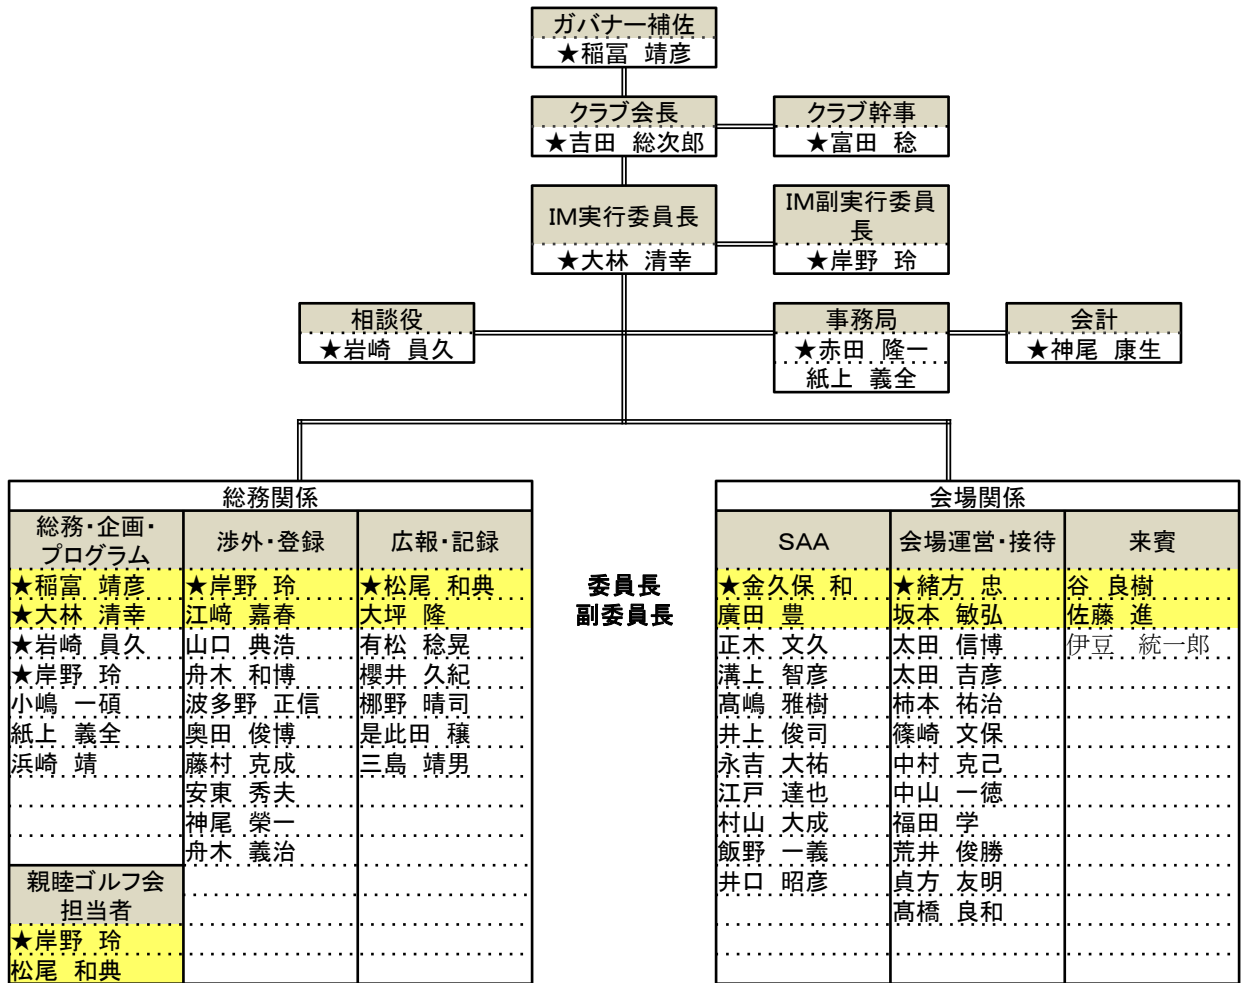 ガバナー補佐
★稲冨 靖彦
クラブ会長
★吉田 総次郎
クラブ幹事
★富田 稔
IM実行委員長
★大林 清幸
IM副実行委員
長
★岸野 玲
相談役
★岩崎 員久
事務局
★赤田 隆一
紙上 義全
会計
★神尾 康生
総務関係
総務・企画・
プログラム
★稲富 靖彦
★大林 清幸
★岩崎 員久
★岸野 玲
小嶋 一碩
紙上 義全
浜崎 靖
親睦ゴルフ会
担当者
★岸野 玲
松尾 和典
渉外・登録
★岸野 玲
江﨑 嘉春
山口 典浩
舟木 和博
波多野 正信
奥田 俊博
藤村 克成
安東 秀夫
神尾 榮一
舟木 義治
広報・記録
★松尾 和典
大坪 隆
有松 稔晃
櫻井 久紀
梛野 晴司
是此田 穣
三島 靖男
委員長
副委員長
会場関係
SAA
★金久保 和
廣田 豊
正木 文久
溝上 智彦
髙嶋 雅樹
井上 俊司
永吉 大祐
江戸 達也
村山 大成
飯野 一義
井口 昭彦
会場運営・接待
★緒方 忠
坂本 敏弘
太田 信博
太田 吉彦
柿本 祐治
篠崎 文保
中村 克己
中山 一徳
福田 学
荒井 俊勝
貞方 友明
髙橋 良和
来賓
谷 良樹
佐藤 進
伊豆 統一郎